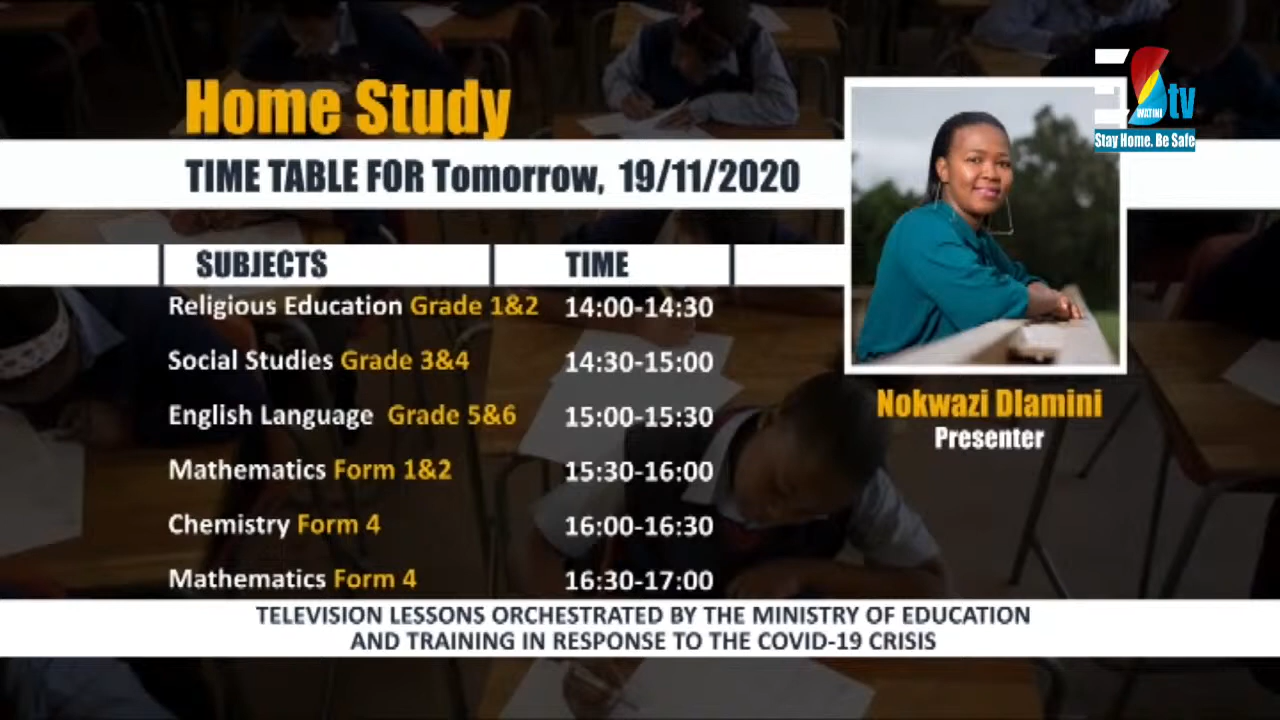 Home Study
TIME TABLE FOR Tomorrow, 19/11/2020
SUBJECTS TIME
Religious Education Grade 1&2 14:00-14:30
Social Studies Grade 3&4 14:30-15:00
English Language Grade 5&6 15:00-15:30
Mathematics Form 1&2 15:30-16:00
Chemistry Form 4 16:00-16:30
Mathematics Form 4 16:30-17:00
TELEVISION LESSONS ORCHESTRATED BY THE MINISTRY OF EDUCATION
AND TRAINING IN RESPONSE TO THE COVID-19 CRISIS
ESWATINI tv
Stay Home. Be Safe
Nokwazi Dlamini
Presenter